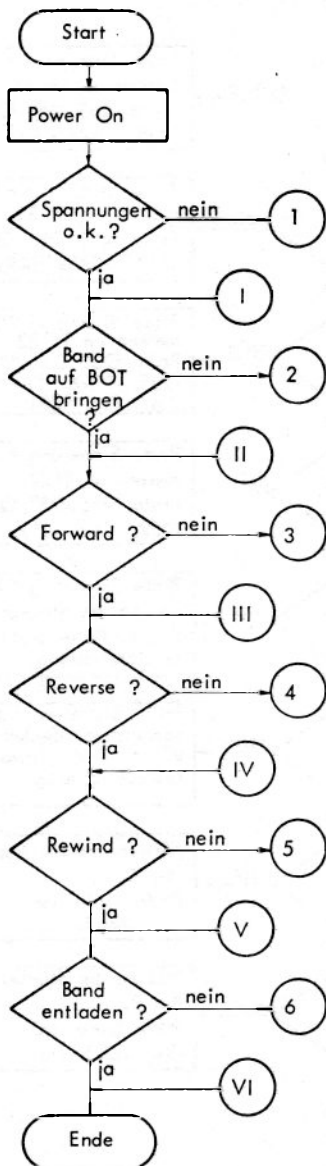 Start
Power On
Spannungen
o.k.?
nein
1
ja
I
Band
auf BOT
bringen
?
nein
2
ja
II
Forward ?
nein
3
ja
III
Reverse ?
nein
4
ja
IV
Rewind ?
nein
5
ja
V
Band
entladen ?
nein
6
ja
VI
Ende